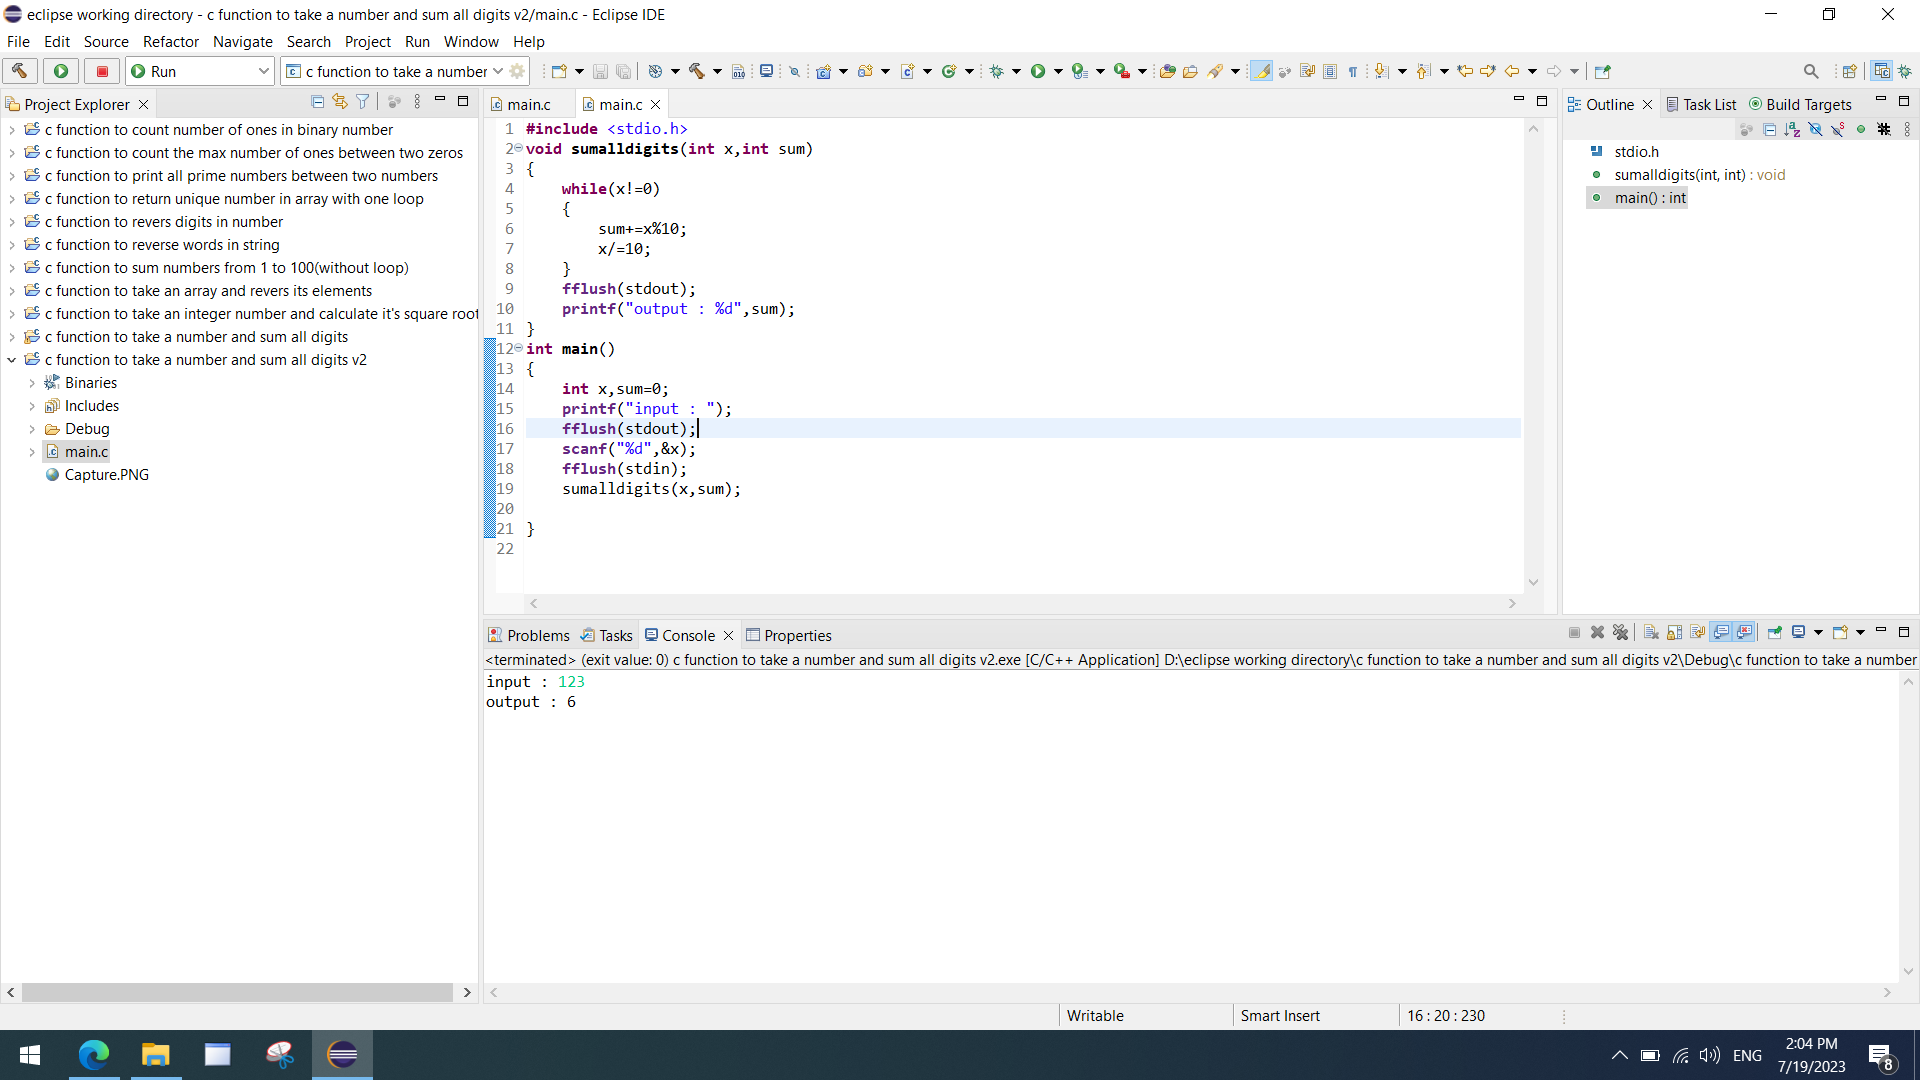 eclipse working directory - c function to take a number and sum all digits v2/main.c - Eclipse IDE
File Edit Source Refactor Navigate Search Project Run Window Help
Run c function to take a number
Project Explorer
c function to count number of ones in binary number
c function to count the max number of ones between two zeros
c function to print all prime numbers between two numbers
c function to return unique number in array with one loop
c function to revers digits in number
c function to reverse words in string
c function to sum numbers from 1 to 100(without loop)
c function to take an array and revers its elements
c function to take an integer number and calculate it's square root
c function to take a number and sum all digits
c function to take a number and sum all digits v2
Binaries
Includes
Debug
main.c
Capture.PNG
main.c main.c
1 #include <stdio.h>
2 void sumalldigits(int x,int sum)
3 {
4 while(x!=0)
5 {
6 sum+=x%10;
7 x/=10;
8 }
9 fflush(stdout);
10 printf("output : %d",sum);
11 }
12 int main()
13 {
14 int x,sum=0;
15 printf("input : ");
16 fflush(stdout);
17 scanf("%d",&x);
18 fflush(stdin);
19 sumalldigits(x,sum);
20
21 }
22
Outline Task List Build Targets
stdio.h
sumalldigits(int, int) : void
main() : int
Problems Tasks Console Properties
<terminated> (exit value: 0) c function to take a number and sum all digits v2.exe [C/C++ Application] D:\eclipse working directory\c function to take a number and sum all digits v2\Debug\c function to take a number
input : 123
output : 6
Writable Smart Insert 16 : 20 : 230
ENG
2:04 PM
7/19/2023
8